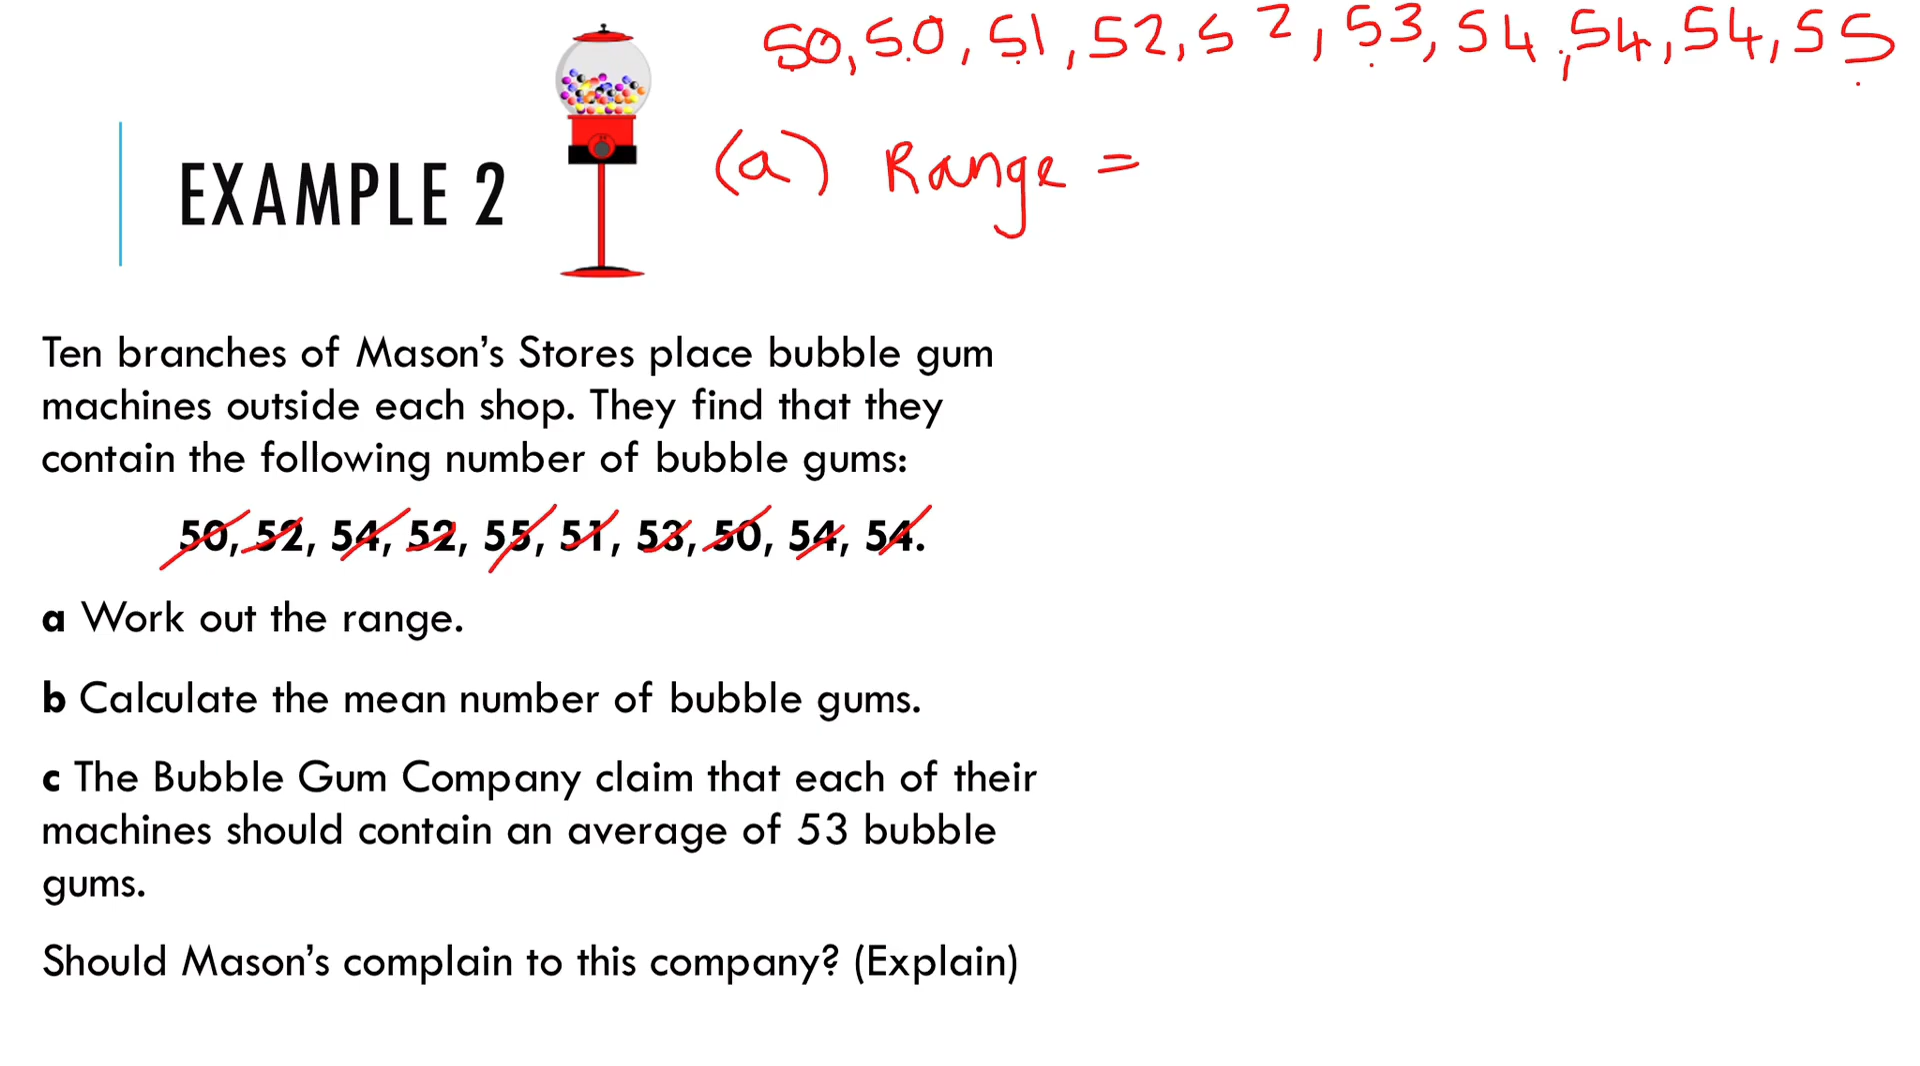 50, 50, 51, 52, 52, 53, 54, 54, 54, 55
(a) Range =
EXAMPLE 2
Ten branches of Mason’s Stores place bubble gum
machines outside each shop. They find that they
contain the following number of bubble gums:
50, 52, 54, 52, 55, 51, 53, 50, 54, 54.
a Work out the range.
b Calculate the mean number of bubble gums.
c The Bubble Gum Company claim that each of their
machines should contain an average of 53 bubble
gums.
Should Mason’s complain to this company? (Explain)